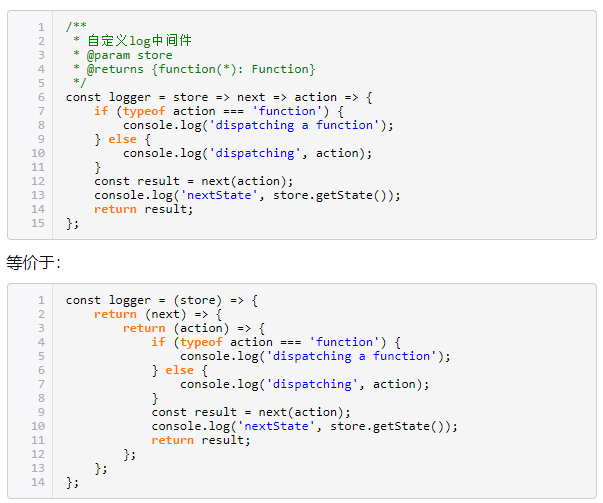 1 /**
2  * 自定义log中间件
3  * @param store
4  * @returns {function(*): Function}
5  */
6 const logger = store => next => action => {
7     if (typeof action === 'function') {
8         console.log('dispatching a function');
9     } else {
10         console.log('dispatching', action);
11     }
12     const result = next(action);
13     console.log('nextState', store.getState());
14     return result;
15 };
等价于：
1 const logger = (store) => {
2     return (next) => {
3         return (action) => {
4             if (typeof action === 'function') {
5                 console.log('dispatching a function');
6             } else {
7                 console.log('dispatching', action);
8             }
9             const result = next(action);
10             console.log('nextState', store.getState());
11             return result;
12         };
13     };
14 };